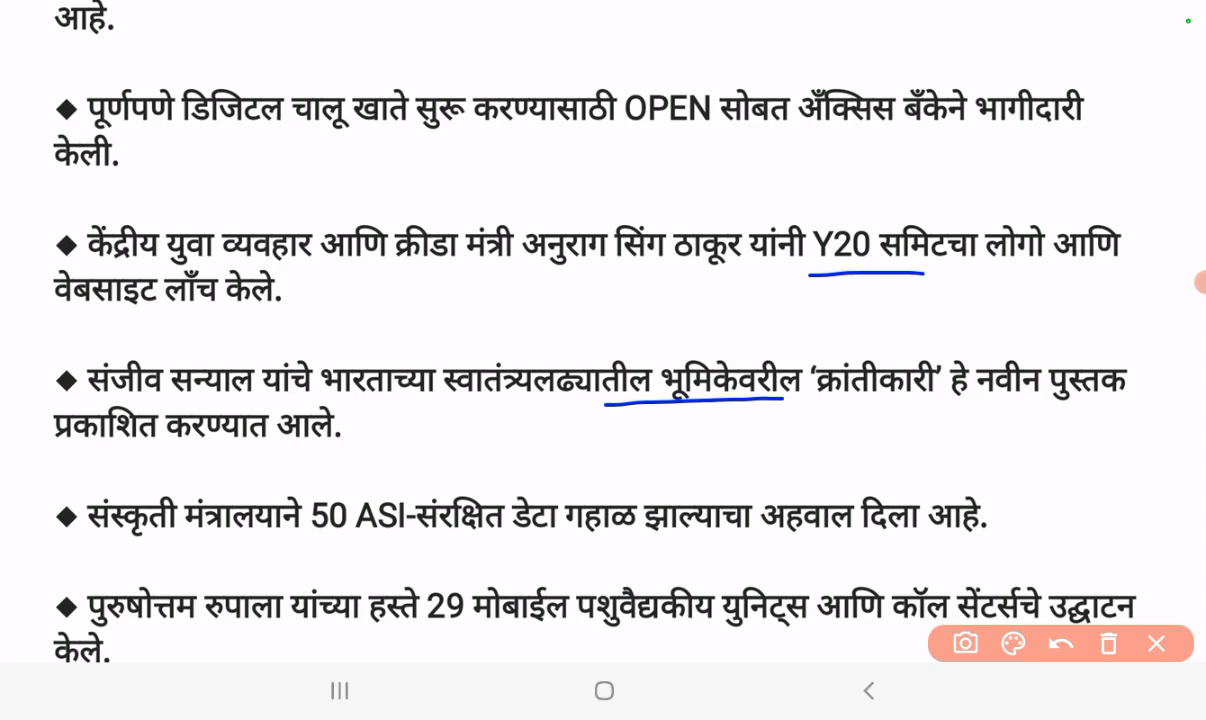 आहे.
◆ पूर्णपणे डिजिटल चालू खाते सुरू करण्यासाठी OPEN सोबत अ‍ॅक्सिस बँकेने भागीदारी
केली.
◆ केंद्रीय युवा व्यवहार आणि क्रीडा मंत्री अनुराग सिंग ठाकूर यांनी Y20 समिटचा लोगो आणि
वेबसाइट लाँच केले.
◆ संजीव सन्याल यांचे भारताच्या स्वातंत्र्यलढ्यातील भूमिकेवरील ‘क्रांतीकारी’ हे नवीन पुस्तक
प्रकाशित करण्यात आले.
◆ संस्कृती मंत्रालयाने 50 ASI-संरक्षित डेटा गहाळ झाल्याचा अहवाल दिला आहे.
◆ पुरुषोत्तम रुपाला यांच्या हस्ते 29 मोबाईल पशुवैद्यकीय युनिट्स आणि कॉल सेंटर्सचे उद्घाटन
केले.